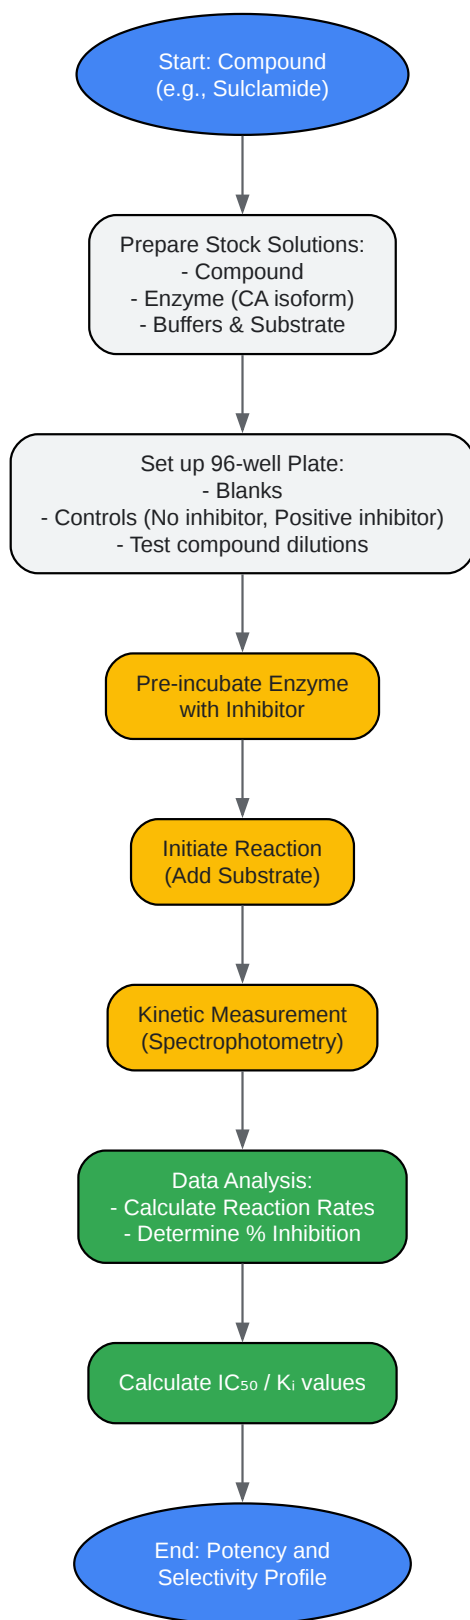 Start: Compound
(e.g., Sulclamide)
Prepare Stock Solutions:
- Compound
- Enzyme (CA isoform)
- Buffers & Substrate
Set up 96-well Plate:
- Blanks
- Controls (No inhibitor, Positive inhibitor)
- Test compound dilutions
Pre-incubate Enzyme
with Inhibitor
Initiate Reaction
(Add Substrate)
Kinetic Measurement
(Spectrophotometry)
Data Analysis:
- Calculate Reaction Rates
- Determine % Inhibition
Calculate IC₅₀ / Kᵢ values
End: Potency and
Selectivity Profile